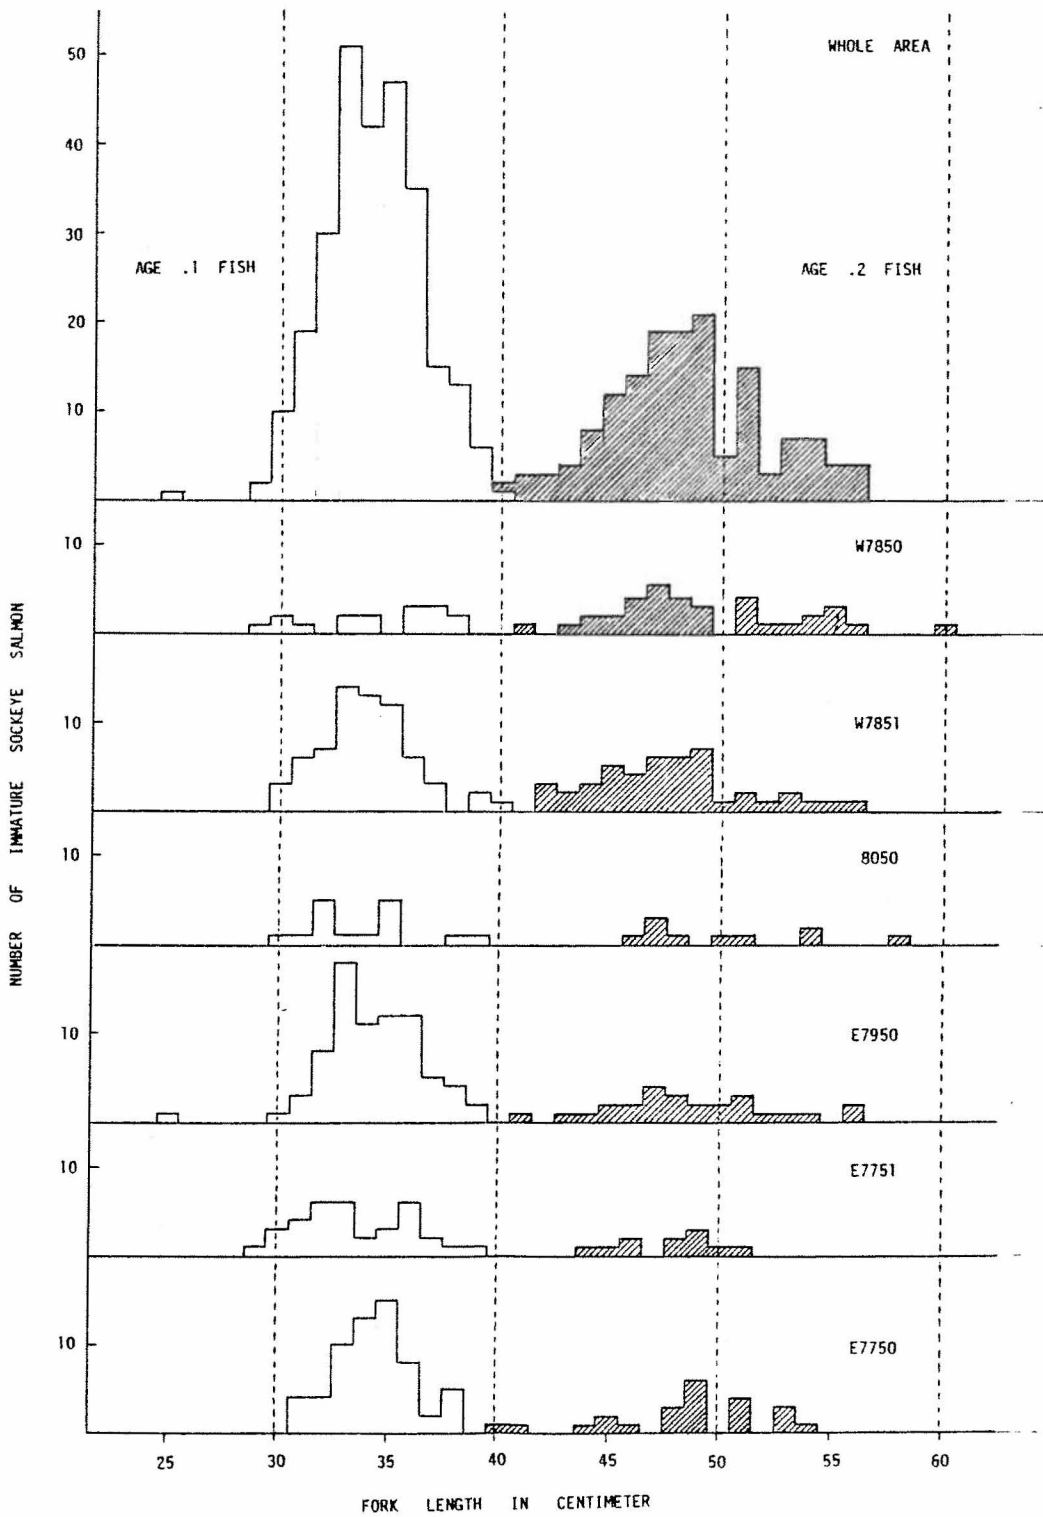 50
WHOLE AREA
40
30
AGE .1 FISH
AGE .2 FISH
20
10
10
W7850
10
W7851
10
8050
10
E7950
10
E7751
10
E7750
NUMBER OF IMMATURE SOCKEYE SALMON
25 30 35 40 45 50 55 60
FORK LENGTH IN CENTIMETER